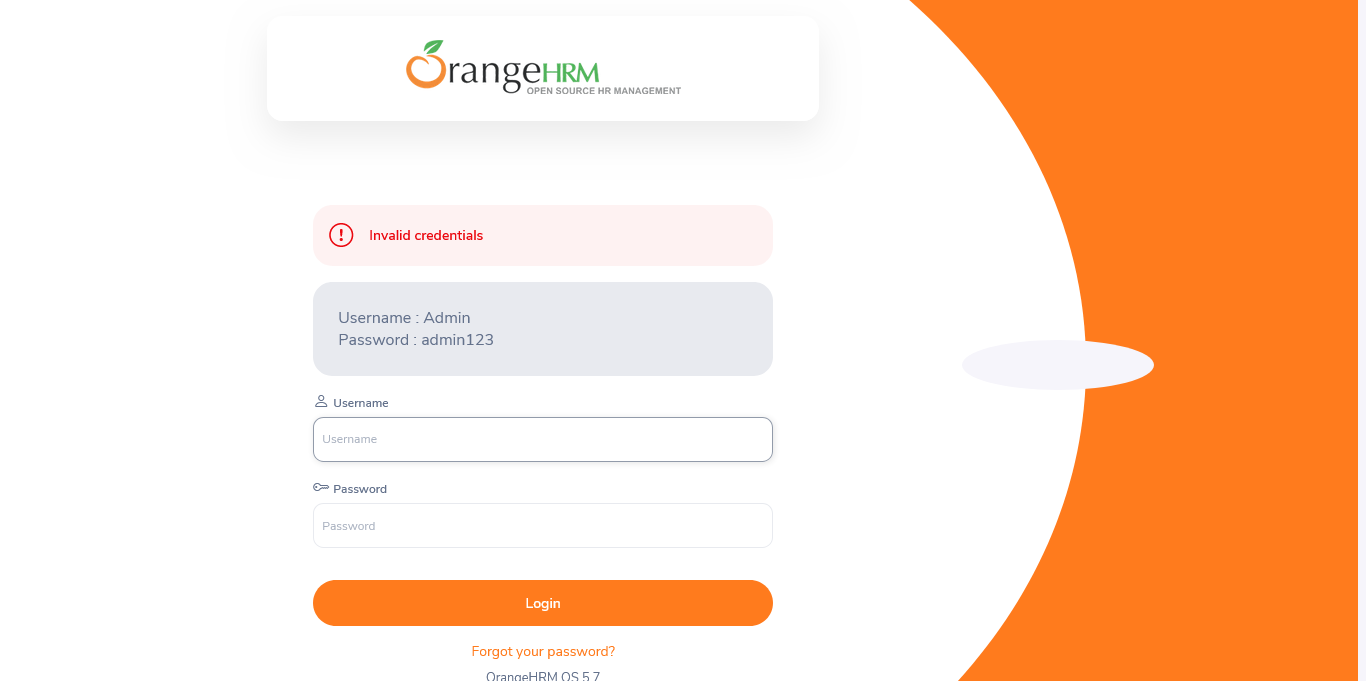 OrangeHRM
OPEN SOURCE HR MANAGEMENT
Invalid credentials
Username : Admin
Password : admin123
Username
Username
Password
Password
Login
Forgot your password?
OrangeHRM OS 5.7